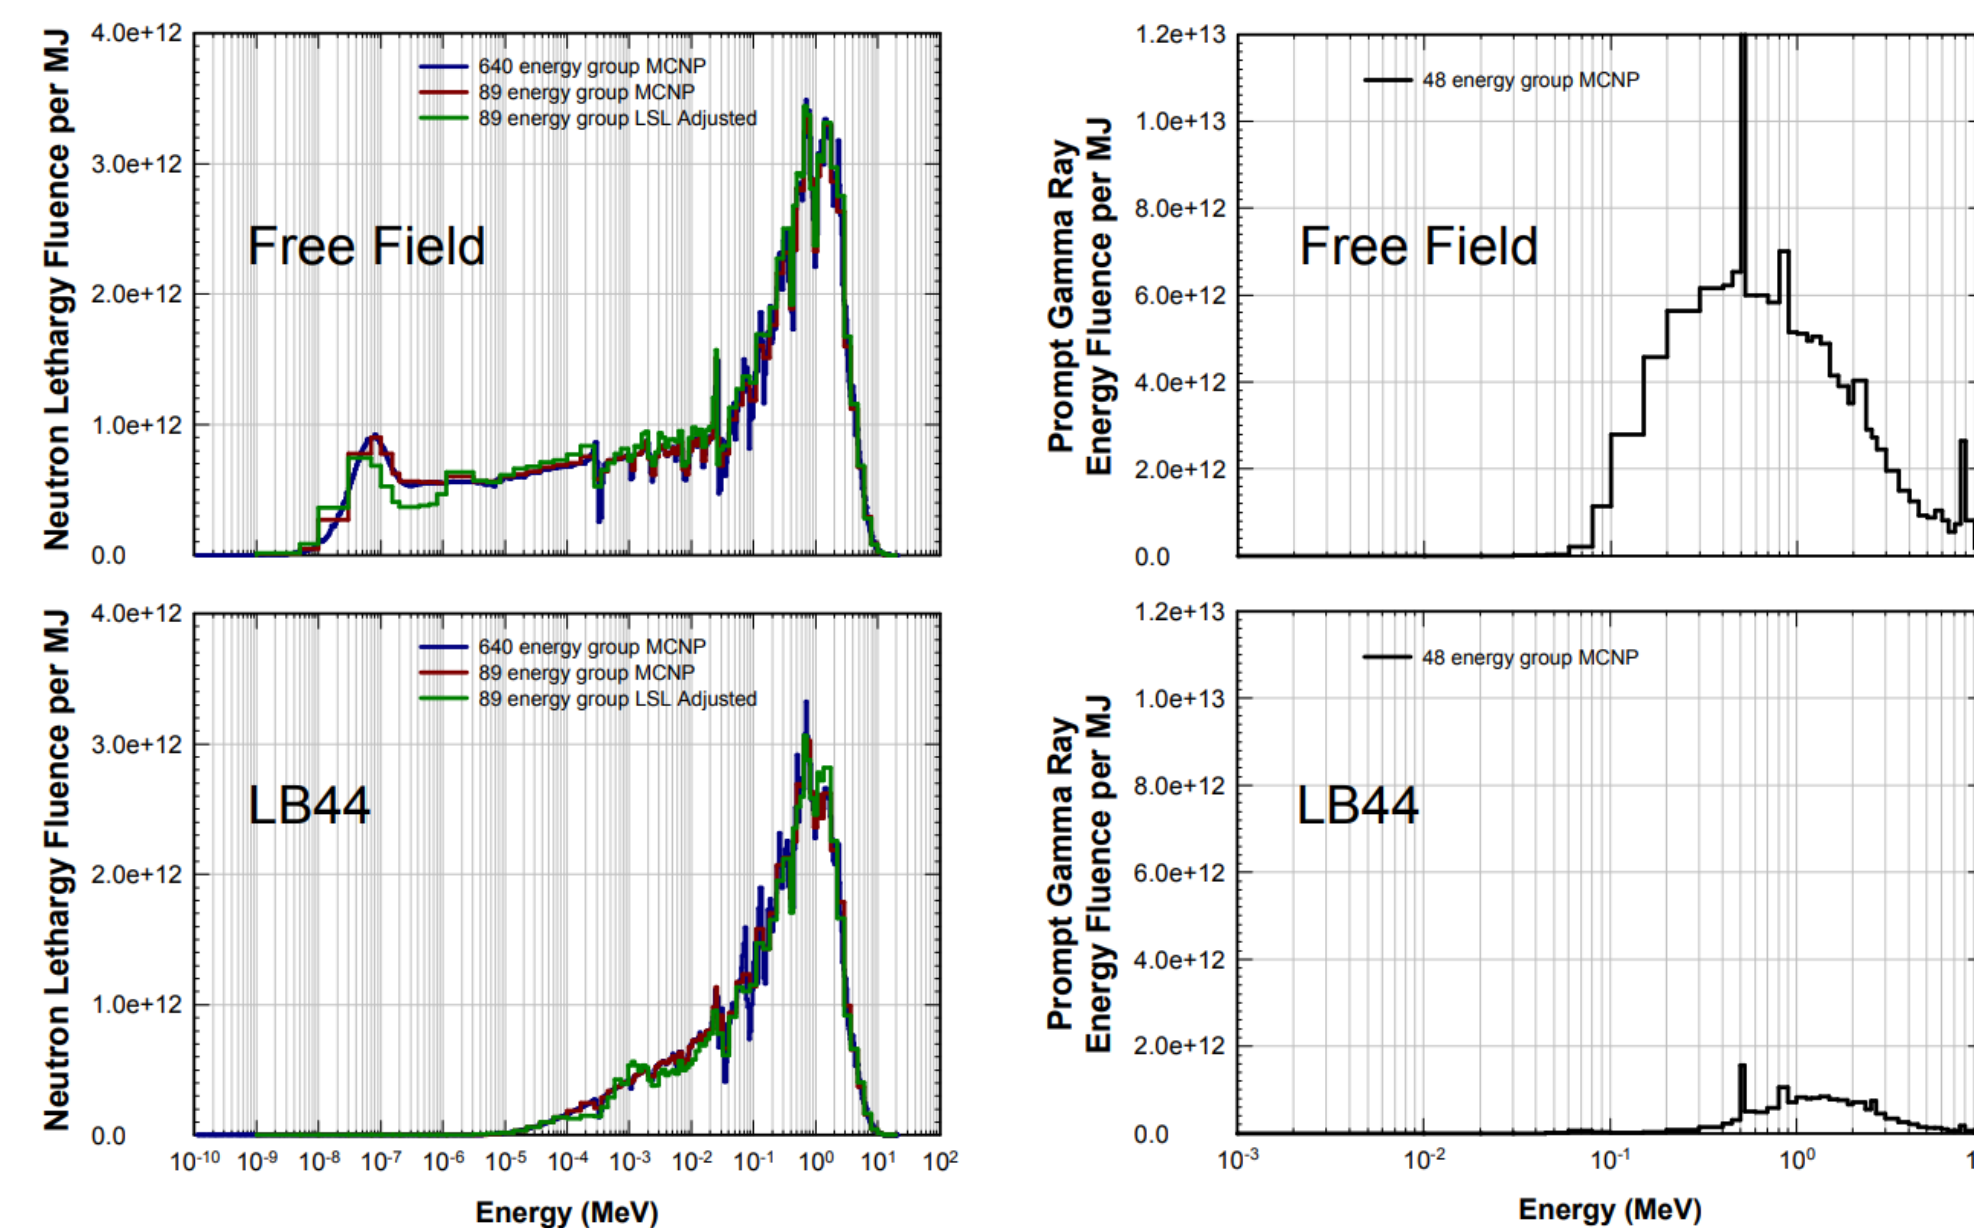 Neutron Lethargy Fluence per MJ
4.0e+12
3.0e+12
2.0e+12
1.0e+12
0.0
640 energy group MCNP
89 energy group MCNP
89 energy group LSL Adjusted
Free Field
Prompt Gamma Ray
Energy Fluence per MJ
1.2e+13
1.0e+13
8.0e+12
6.0e+12
4.0e+12
2.0e+12
0.0
48 energy group MCNP
Free Field
Neutron Lethargy Fluence per MJ
4.0e+12
3.0e+12
2.0e+12
1.0e+12
0.0
640 energy group MCNP
89 energy group MCNP
89 energy group LSL Adjusted
LB44
10⁻¹⁰ 10⁻⁹ 10⁻⁸ 10⁻⁷ 10⁻⁶ 10⁻⁵ 10⁻⁴ 10⁻³ 10⁻² 10⁻¹ 10⁰ 10¹ 10²
Energy (MeV)
Prompt Gamma Ray
Energy Fluence per MJ
1.2e+13
1.0e+13
8.0e+12
6.0e+12
4.0e+12
2.0e+12
0.0
48 energy group MCNP
LB44
10⁻³ 10⁻² 10⁻¹ 10⁰
Energy (MeV)